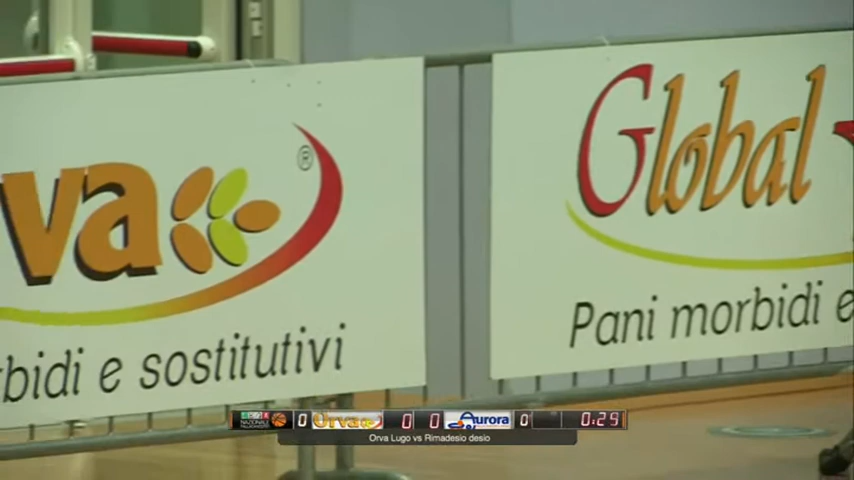 rva ®
Global
rbidi e sostitutivi
Pani morbidi e
0 Orva 0 0 Aurora 0 0:25
Orva Lugo vs Rimadesio desio